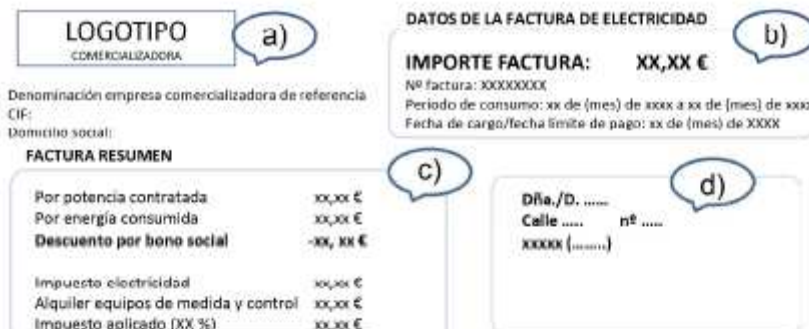 LOGOTIPO
COMERCIALIZADORA
a)
Denominación empresa comercializadora de referencia
CIF:
Domicilio social:
DATOS DE LA FACTURA DE ELECTRICIDAD
b)
IMPORTE FACTURA: XX,XX €
Nº factura: XXXXXXXX
Periodo de consumo: xx de (mes) de xxxx a xx de (mes) de xxxx
Fecha de cargo/fecha límite de pago: xx de (mes) de XXXX
FACTURA RESUMEN
c)
Por potencia contratada xx,xx €
Por energía consumida xx,xx €
Descuento por bono social -xx, xx €
Impuesto electricidad xx,xx €
Alquiler equipos de medida y control xx,xx €
Impuesto aplicado (XX %) xx,xx €
d)
Dña./D. ......
Calle ..... nº .....
xxxxx (........)